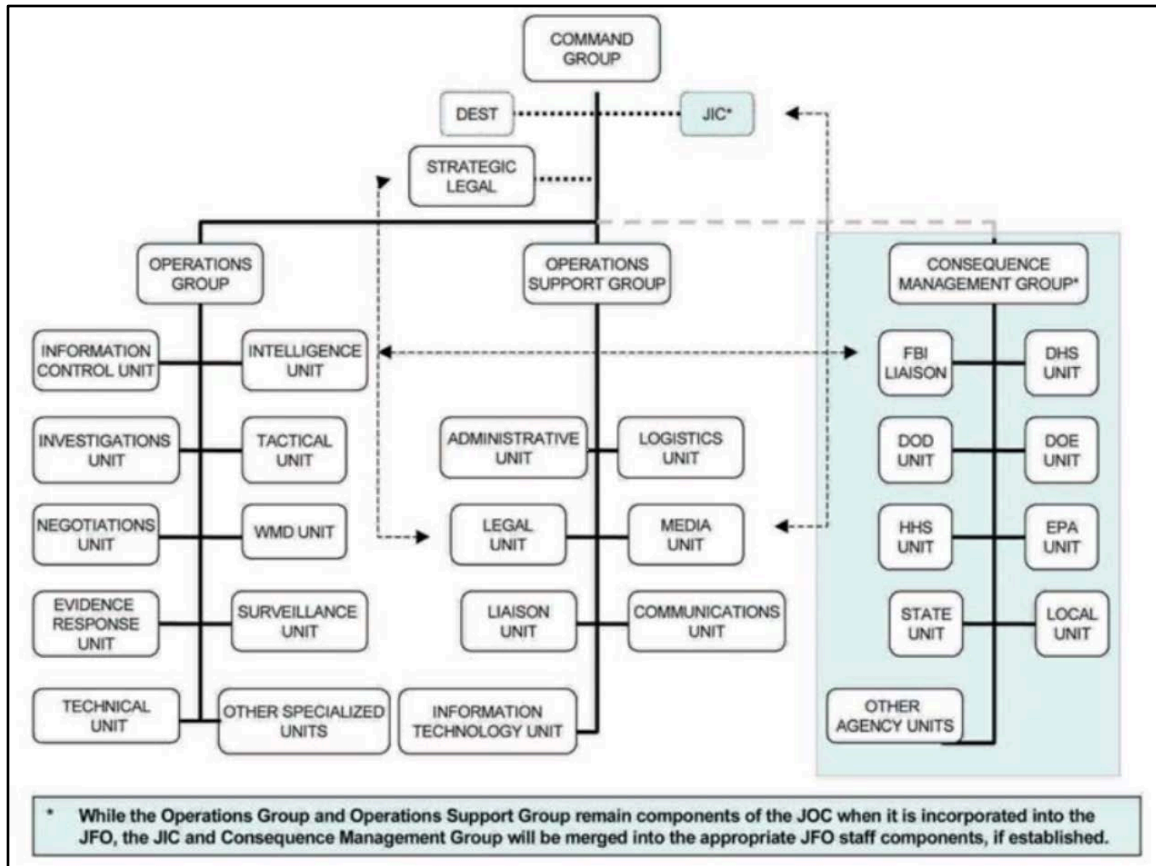 COMMAND
GROUP
DEST
JIC*
STRATEGIC
LEGAL
OPERATIONS
GROUP
OPERATIONS
SUPPORT GROUP
CONSEQUENCE
MANAGEMENT GROUP*
INFORMATION
CONTROL UNIT
INTELLIGENCE
UNIT
INVESTIGATIONS
UNIT
TACTICAL
UNIT
NEGOTIATIONS
UNIT
WMD UNIT
EVIDENCE
RESPONSE
UNIT
SURVEILLANCE
UNIT
TECHNICAL
UNIT
OTHER SPECIALIZED
UNITS
ADMINISTRATIVE
UNIT
LOGISTICS
UNIT
LEGAL
UNIT
MEDIA
UNIT
LIAISON
UNIT
COMMUNICATIONS
UNIT
INFORMATION
TECHNOLOGY UNIT
FBI
LIAISON
DHS
UNIT
DOD
UNIT
DOE
UNIT
HHS
UNIT
EPA
UNIT
STATE
UNIT
LOCAL
UNIT
OTHER
AGENCY UNITS
* While the Operations Group and Operations Support Group remain components of the JOC when it is incorporated into the
JFO, the JIC and Consequence Management Group will be merged into the appropriate JFO staff components, if established.